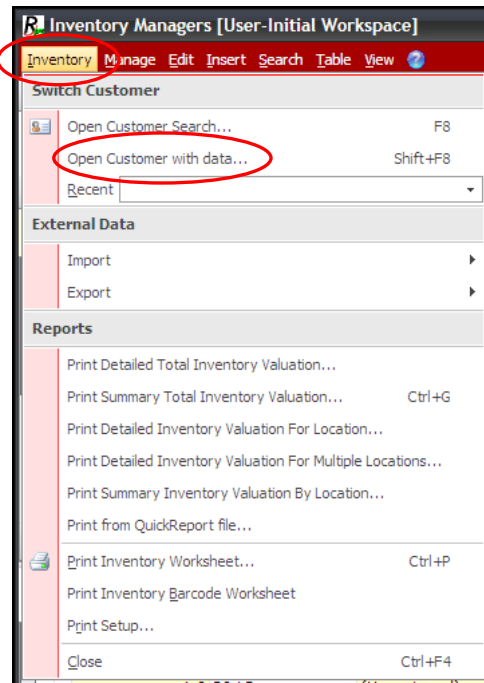 Inventory Managers [User-Initial Workspace]
Inventory Manage Edit Insert Search Table View
Switch Customer
Open Customer Search... F8
Open Customer with data... Shift+F8
Recent
External Data
Import
Export
Reports
Print Detailed Total Inventory Valuation...
Print Summary Total Inventory Valuation... Ctrl+G
Print Detailed Inventory Valuation For Location...
Print Detailed Inventory Valuation For Multiple Locations...
Print Summary Inventory Valuation By Location...
Print from QuickReport file...
Print Inventory Worksheet... Ctrl+P
Print Inventory Barcode Worksheet
Print Setup...
Close Ctrl+F4